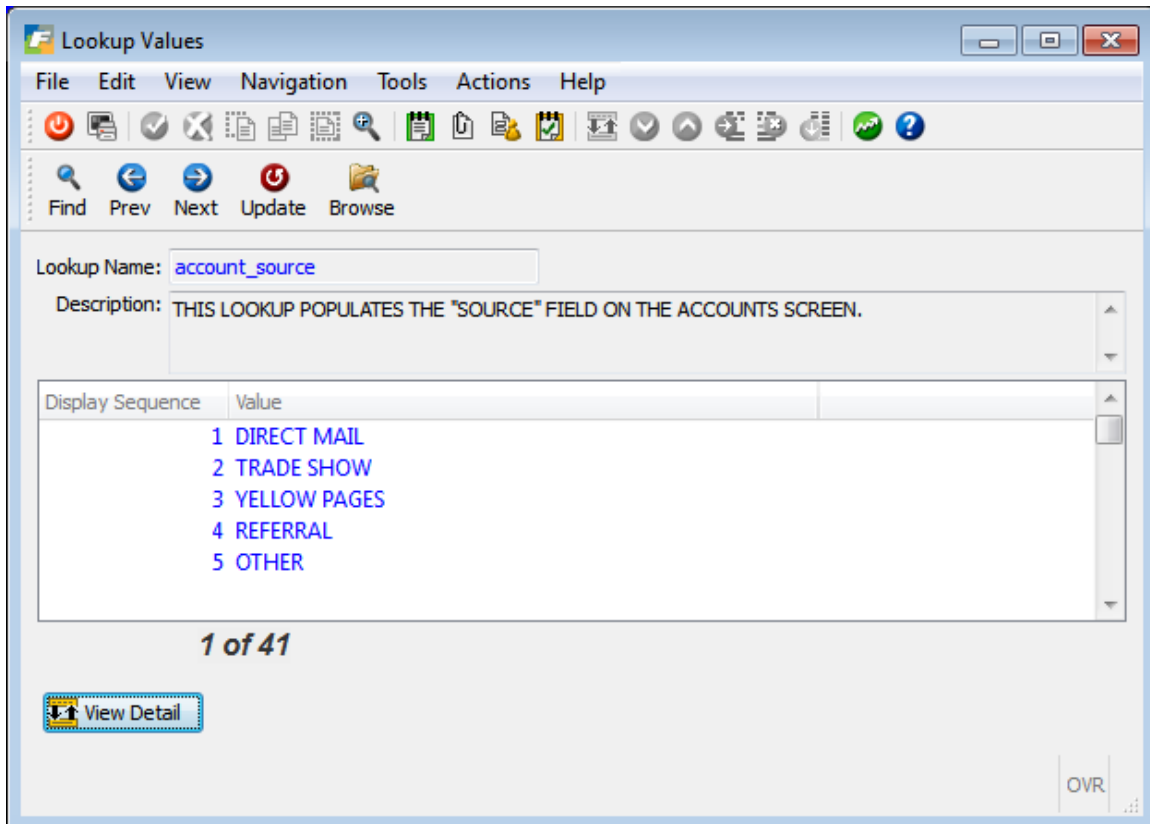 Lookup Values
File Edit View Navigation Tools Actions Help
Find Prev Next Update Browse
Lookup Name: account_source
Description: THIS LOOKUP POPULATES THE "SOURCE" FIELD ON THE ACCOUNTS SCREEN.
Display Sequence Value
1 DIRECT MAIL
2 TRADE SHOW
3 YELLOW PAGES
4 REFERRAL
5 OTHER
1 of 41
View Detail
OVR